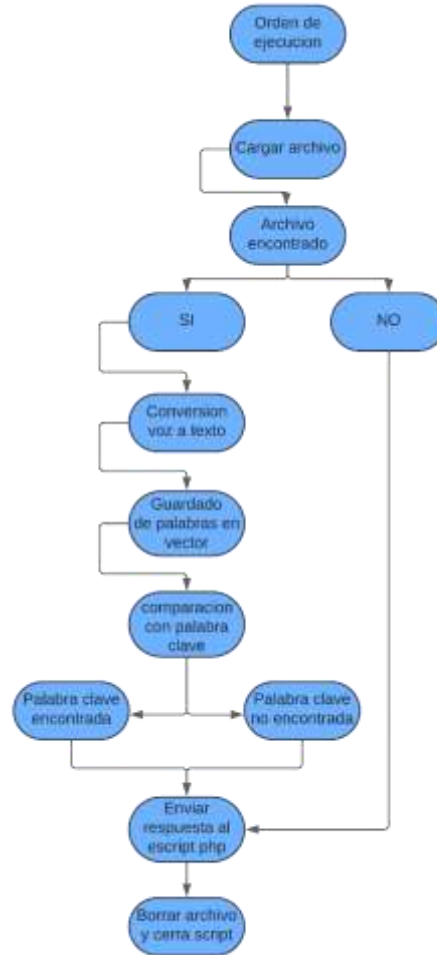 Orden de
ejecucion
Cargar archivo
Archivo
encontrado
SI
NO
Conversion
voz a texto
Guardado
de palabras en
vector
comparacion
con palabra
clave
Palabra clave
encontrada
Palabra clave
no encontrada
Enviar
respuesta al
escript php
Borrar archivo
y cerra script